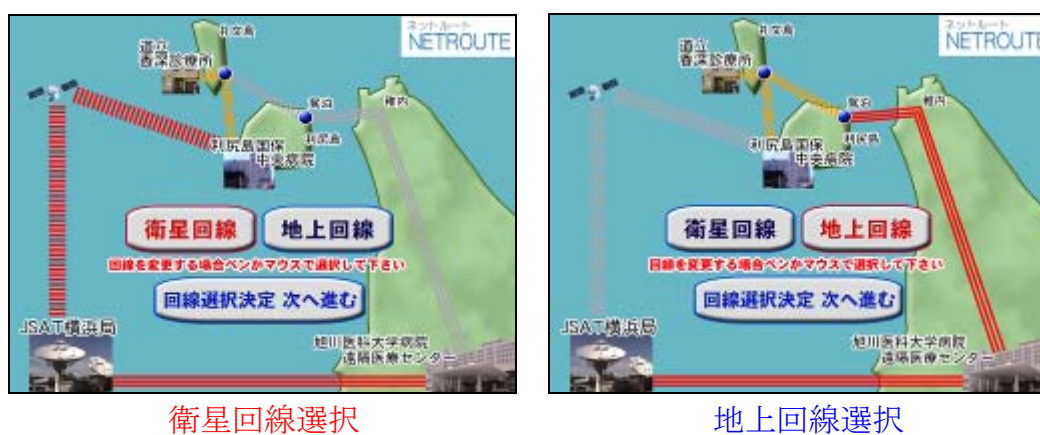 ネットルート
NETROUTE
礼文島
道立
香深診療所
鴛泊
稚内
利尻島
利尻島国保
中央病院
衛星回線
地上回線
回線を変更する場合ペンかマウスで選択して下さい
回線選択決定 次へ進む
JSAT横浜局
旭川医科大学病院
遠隔医療センター
衛星回線選択
ネットルート
NETROUTE
礼文島
道立
香深診療所
鴛泊
稚内
利尻島
利尻島国保
中央病院
衛星回線
地上回線
回線を変更する場合ペンかマウスで選択して下さい
回線選択決定 次へ進む
JSAT横浜局
旭川医科大学病院
遠隔医療センター
地上回線選択